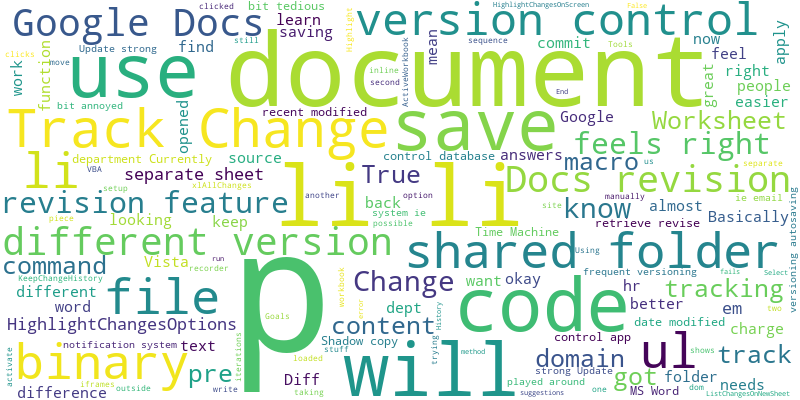 clicked bit tedious HighlightChangesOnScreen false
Google Docs learn version control
Update strong saving commit sequence Tools
work function find still highlight inline second ActiveWorkbook mean now apply
clicks move use document End feel
bit annoyed great right people
opened recent modified easier
Track Change save Google Worksheet
department Currently source control database answers us feels right
VBA separate sheet True macro separate
li setup xlAllChanges li li Docs revision
another option manually
revision feature back know almost Basically
piece looking keep system ie possible site retrieve revise ie email
different version Time Machine Using frequent versioning
command Vista run recorder p shared folder fails Select
KeepChangeHistory want okay hr tracking versioning autosaving
different file Change code better two
word Goals workbook dept em date modified
HighlightChangesOptions content control app charge
notification system text error Shadow copy trying History domain ul track
binary pre iterations stuff will strong Update got shows folder needs
activate difference iframes outside Diff loaded method played around one MS Word
write taking suggestions dom ListChangesOnNewSheet